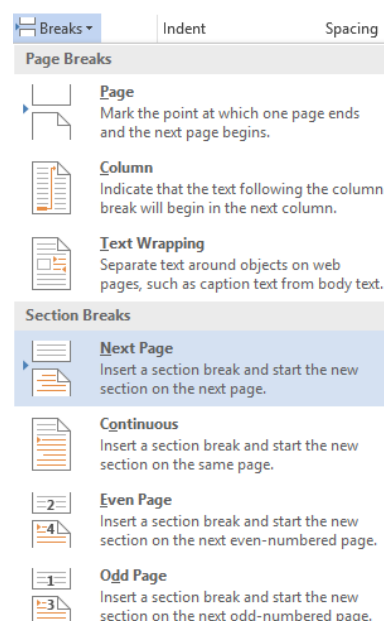 Breaks Indent Spacing
Page Breaks
Page
Mark the point at which one page ends
and the next page begins.
Column
Indicate that the text following the column
break will begin in the next column.
Text Wrapping
Separate text around objects on web
pages, such as caption text from body text.
Section Breaks
Next Page
Insert a section break and start the new
section on the next page.
Continuous
Insert a section break and start the new
section on the same page.
2
4
Even Page
Insert a section break and start the new
section on the next even-numbered page.
1
3
Odd Page
Insert a section break and start the new
section on the next odd-numbered page.